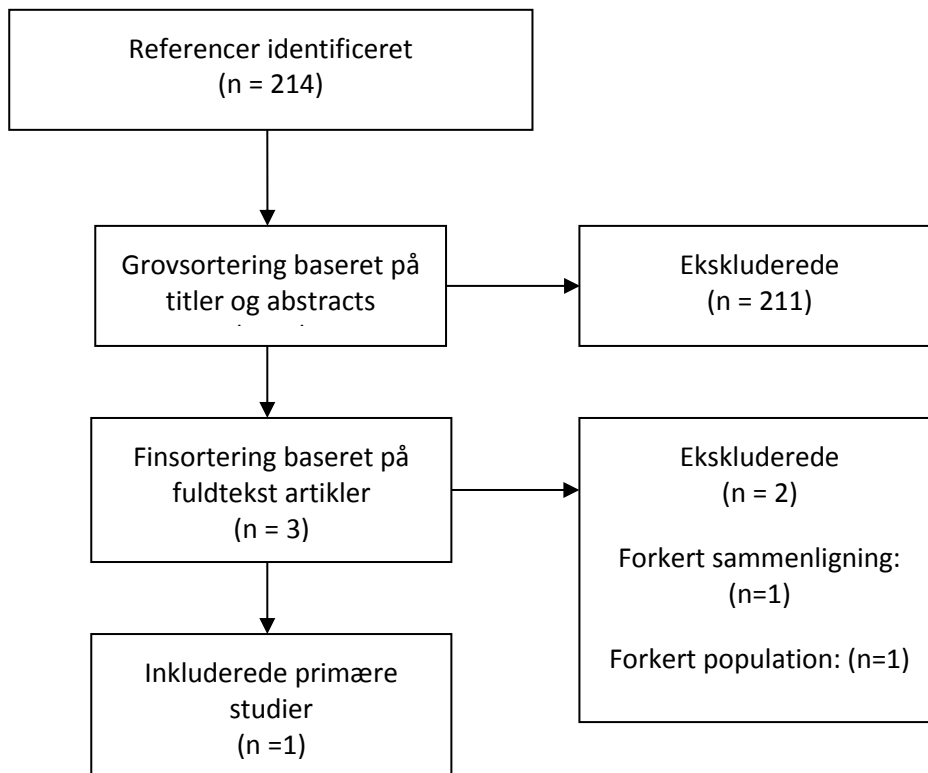 Referencer identificeret
(n = 214)
Grovsortering baseret på
titler og abstracts
Ekskluderede
(n = 211)
Finsortering baseret på
fuldtekst artikler
(n = 3)
Ekskluderede
(n = 2)
Forkert sammenligning:
(n=1)
Forkert population: (n=1)
Inkluderede primære
studier
(n =1)